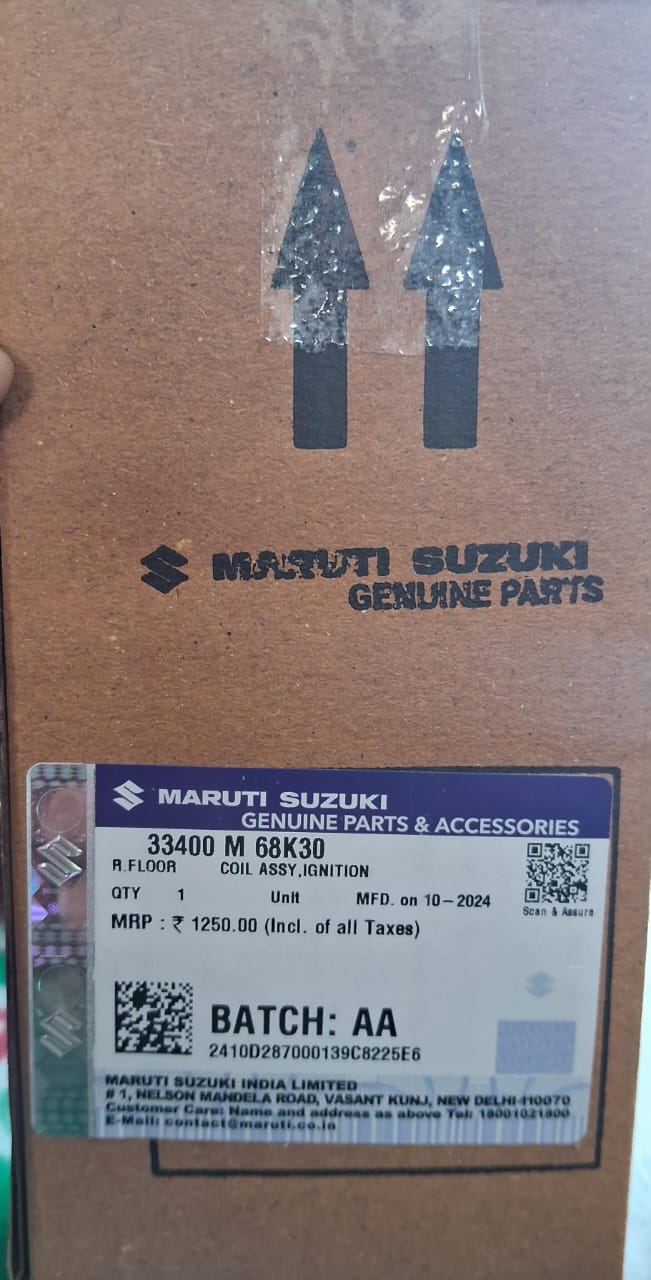 MARUTI SUZUKI
GENUINE PARTS
MARUTI SUZUKI
GENUINE PARTS & ACCESSORIES
33400 M 68K30
R.FLOOR COIL ASSY,IGNITION
QTY 1 Unit MFD. on 10-2024
Scan & Assure
MRP : ₹ 1250.00 (Incl. of all Taxes)
BATCH: AA
2410D287000139C8225E6
MARUTI SUZUKI INDIA LIMITED
# 1, NELSON MANDELA ROAD, VASANT KUNJ, NEW DELHI-110070
Customer Care: Name and address as above Tel: 18001021800
E-Mail: contact@maruti.co.in